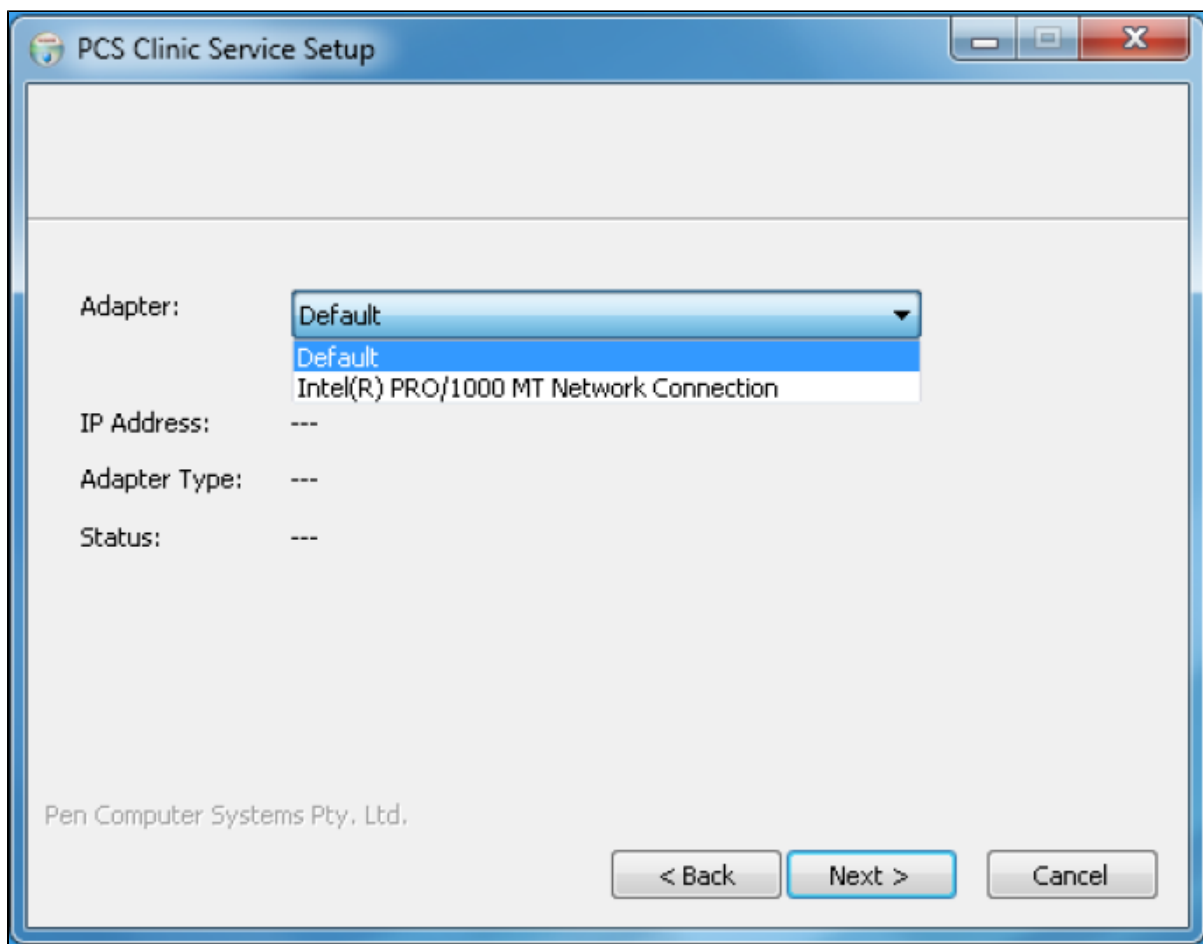 PCS Clinic Service Setup
Adapter: Default
Default
Intel(R) PRO/1000 MT Network Connection
IP Address: ---
Adapter Type: ---
Status: ---
Pen Computer Systems Pty. Ltd.
< Back Next > Cancel